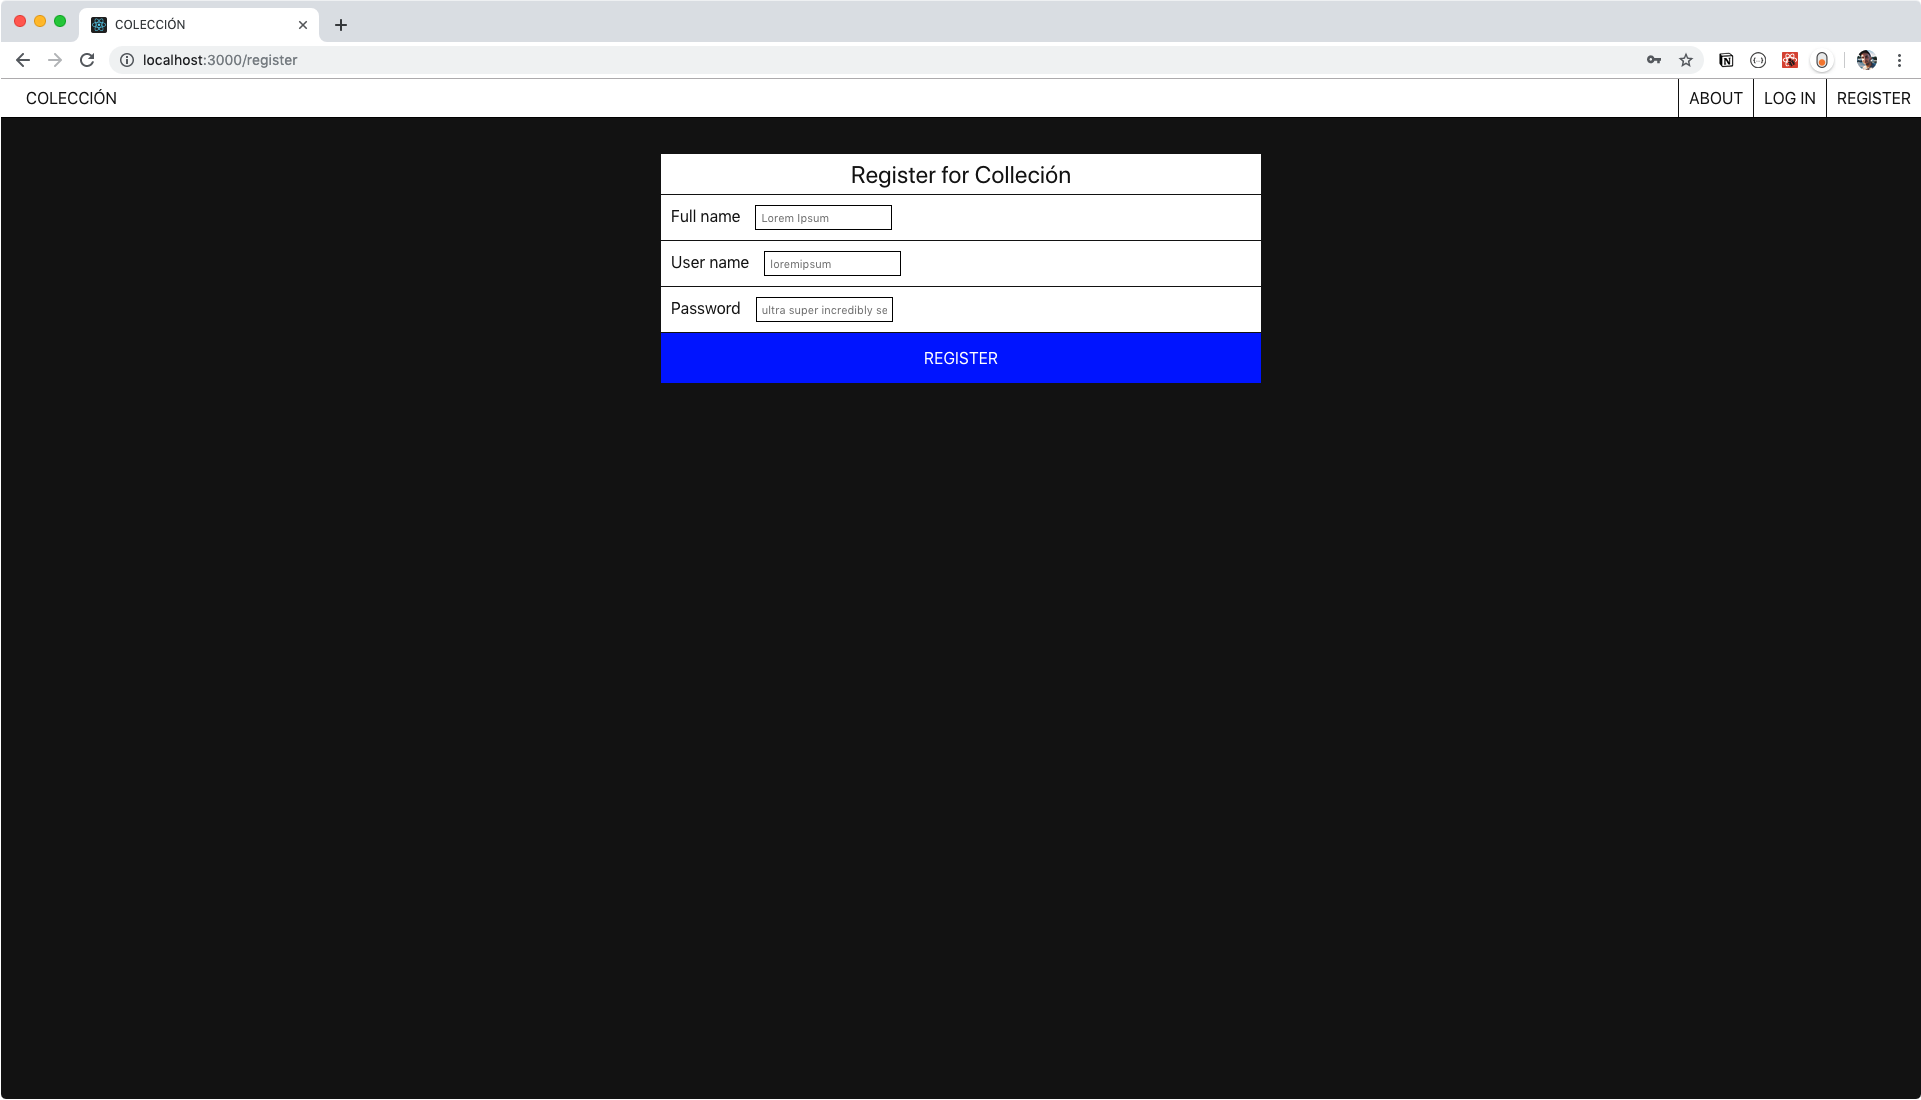 COLECCIÓN
localhost:3000/register
COLECCIÓN
ABOUT
LOG IN
REGISTER
Register for Colleción
Full name
Lorem Ipsum
User name
loremipsum
Password
ultra super incredibly se
REGISTER